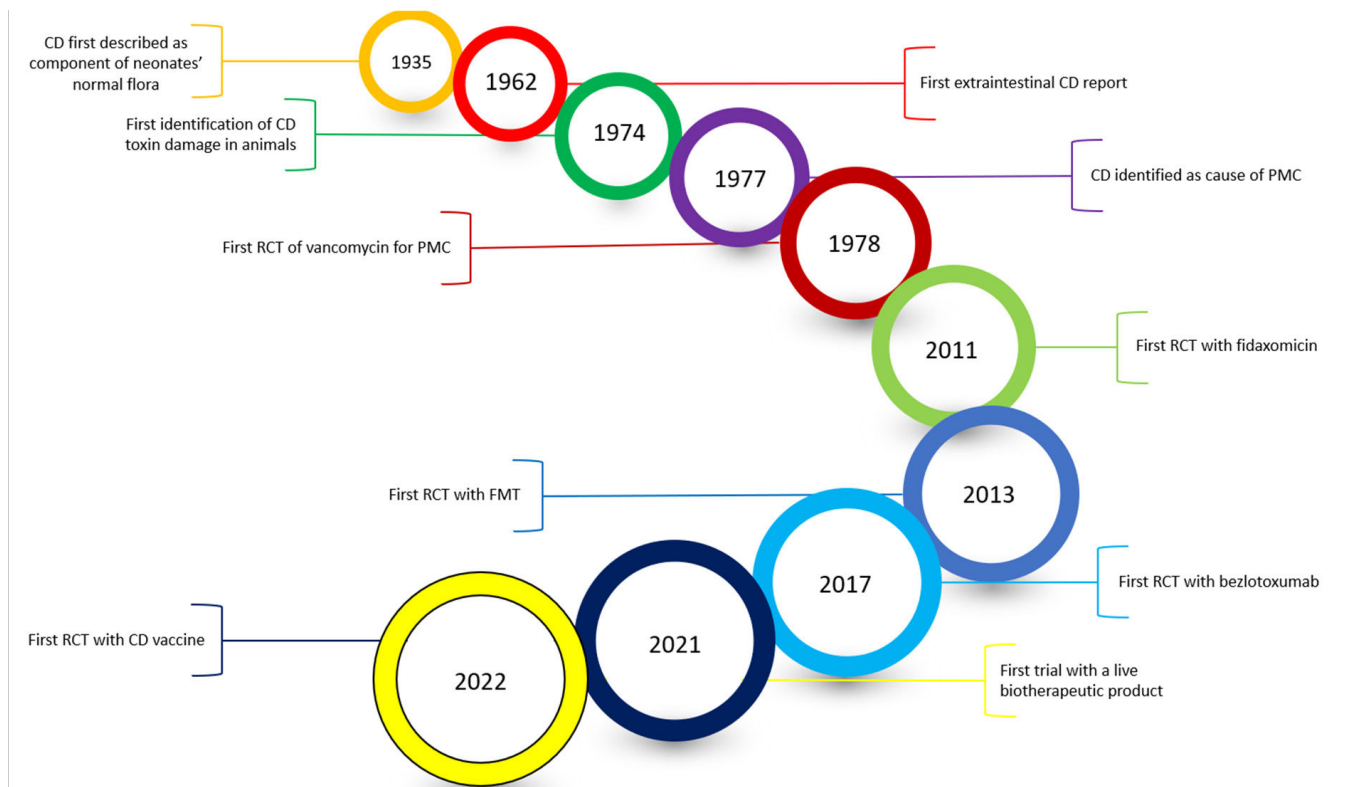 1935
CD first described as
component of neonates’
normal flora
1962
First extraintestinal CD report
1974
First identification of CD
toxin damage in animals
1977
CD identified as cause of PMC
1978
First RCT of vancomycin for PMC
2011
First RCT with fidaxomicin
2013
First RCT with FMT
2017
First RCT with bezlotoxumab
2021
First RCT with CD vaccine
2022
First trial with a live
biotherapeutic product